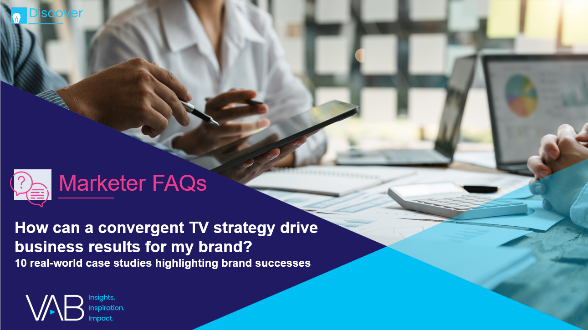 Discover
?
Marketer FAQs
How can a convergent TV strategy drive
business results for my brand?
10 real-world case studies highlighting brand successes
VAB
Insights.
Inspiration.
Impact.